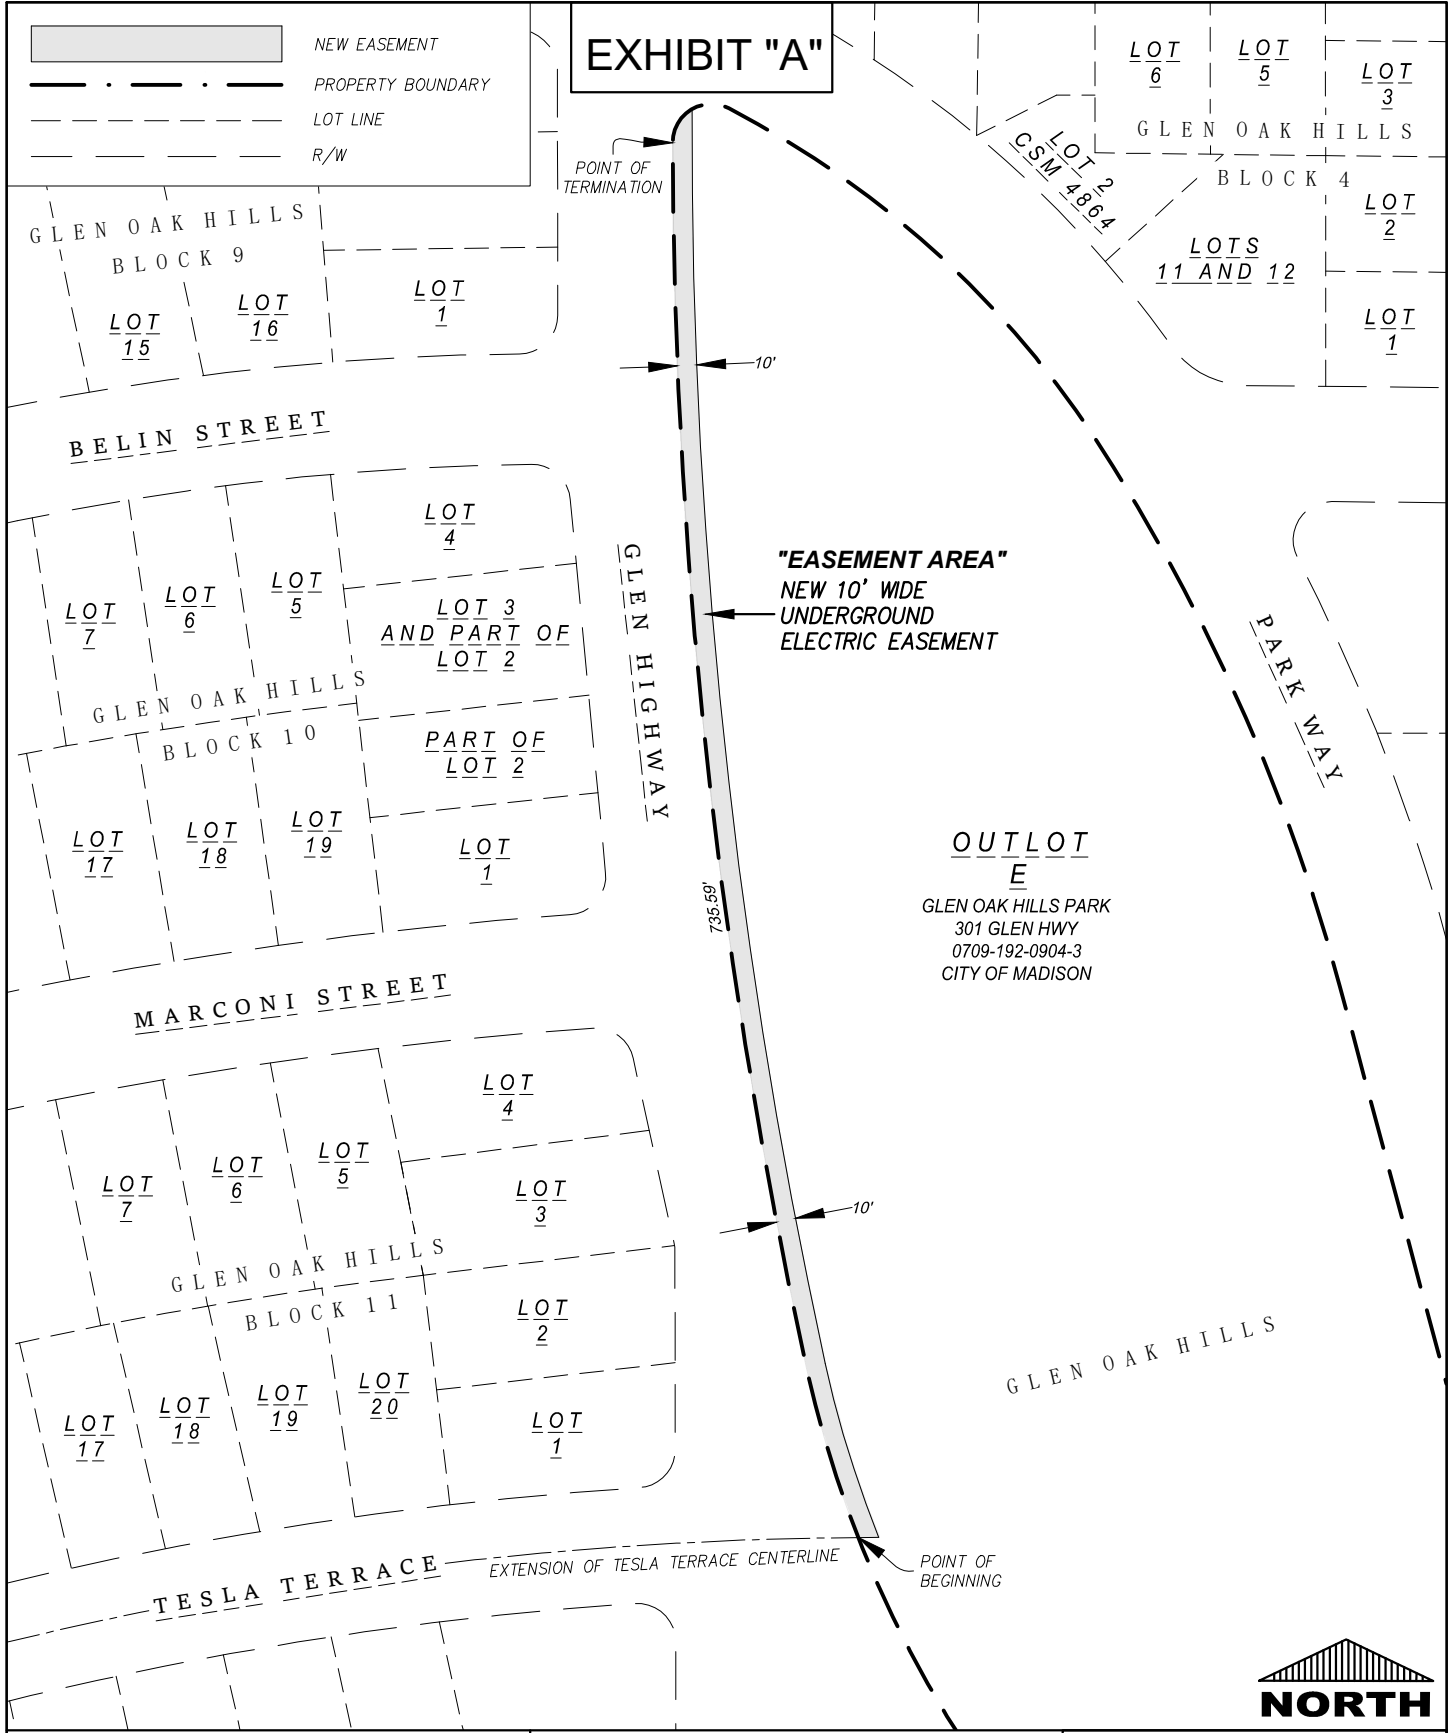 EXHIBIT "A"
NEW EASEMENT
PROPERTY BOUNDARY
LOT LINE
R/W
POINT OF
TERMINATION
LOT
6
LOT
5
LOT
3
GLEN OAK HILLS
BLOCK 4
LOT 2
CSM 4864
LOT
2
LOTS
11 AND 12
LOT
1
GLEN OAK HILLS
BLOCK 9
LOT
15
LOT
16
LOT
1
10'
BELIN STREET
LOT
4
LOT
5
LOT
6
LOT
7
LOT 3
AND PART OF
LOT 2
GLEN OAK HILLS
BLOCK 10
PART OF
LOT 2
LOT
17
LOT
18
LOT
19
LOT
1
GLEN HIGHWAY
"EASEMENT AREA"
NEW 10' WIDE
UNDERGROUND
ELECTRIC EASEMENT
PARK WAY
735.59'
OUTLOT
E
GLEN OAK HILLS PARK
301 GLEN HWY
0709-192-0904-3
CITY OF MADISON
MARCONI STREET
LOT
4
LOT
5
LOT
6
LOT
7
LOT
3
10'
GLEN OAK HILLS
BLOCK 11
LOT
2
LOT
17
LOT
18
LOT
19
LOT
20
LOT
1
GLEN OAK HILLS
TESLA TERRACE
EXTENSION OF TESLA TERRACE CENTERLINE
POINT OF
BEGINNING
NORTH